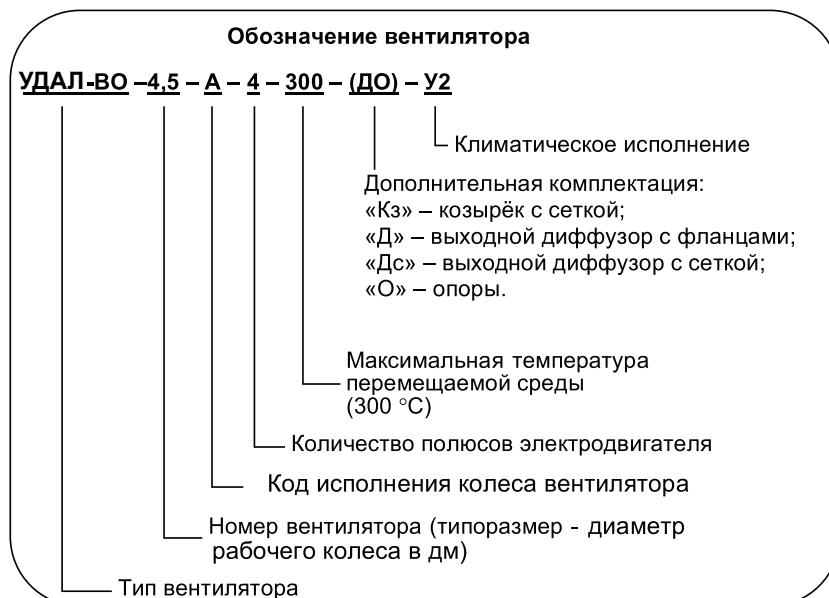 Обозначение вентилятора
УДАЛ-ВО –4,5 – А – 4 – 300 – (ДО) – У2
Климатическое исполнение
Дополнительная комплектация:
«Кз» – козырёк с сеткой;
«Д» – выходной диффузор с фланцами;
«Дс» – выходной диффузор с сеткой;
«О» – опоры.
Максимальная температура
перемещаемой среды
(300 °С)
Количество полюсов электродвигателя
Код исполнения колеса вентилятора
Номер вентилятора (типоразмер - диаметр
рабочего колеса в дм)
Тип вентилятора